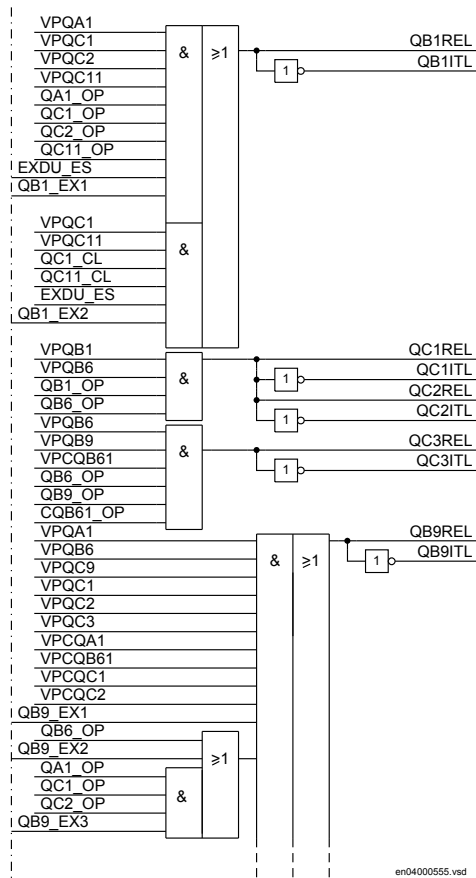 VPQA1
VPQC1
VPQC2
VPQC11
QA1_OP
QC1_OP
QC2_OP
QC11_OP
EXDU_ES
QB1_EX1
&
≥1
QB1REL
1
QB1ITL
VPQC1
VPQC11
QC1_CL
QC11_CL
EXDU_ES
QB1_EX2
&
VPQB1
VPQB6
QB1_OP
QB6_OP
&
QC1REL
1
QC1ITL
QC2REL
1
QC2ITL
VPQB6
VPQB9
VPCQB61
QB6_OP
QB9_OP
CQB61_OP
&
QC3REL
1
QC3ITL
VPQA1
VPQB6
VPQC9
VPQC1
VPQC2
VPQC3
VPCQA1
VPCQB61
VPCQC1
VPCQC2
QB9_EX1
&
≥1
QB9REL
1
QB9ITL
QB6_OP
QB9_EX2
≥1
QA1_OP
QC1_OP
QC2_OP
QB9_EX3
&
en04000555.vsd